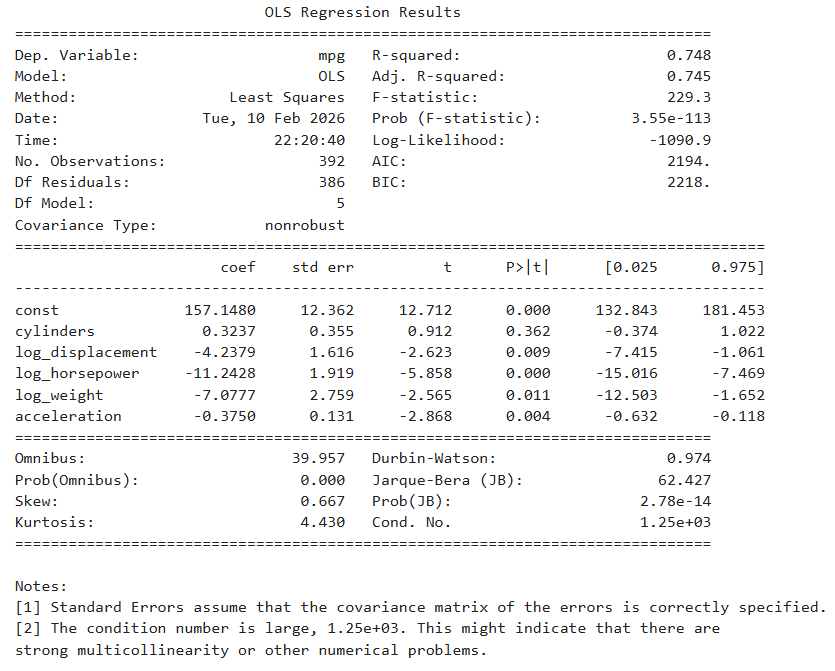 OLS Regression Results
==============================================================================
Dep. Variable:                    mpg   R-squared:                       0.748
Model:                            OLS   Adj. R-squared:                  0.745
Method:                 Least Squares   F-statistic:                     229.3
Date:                Tue, 10 Feb 2026   Prob (F-statistic):          3.55e-113
Time:                        22:20:40   Log-Likelihood:                -1090.9
No. Observations:                 392   AIC:                             2194.
Df Residuals:                     386   BIC:                             2218.
Df Model:                           5
Covariance Type:            nonrobust
====================================================================================
                       coef    std err          t      P>|t|      [0.025      0.975]
------------------------------------------------------------------------------------
const              157.1480     12.362     12.712      0.000     132.843     181.453
cylinders            0.3237      0.355      0.912      0.362      -0.374       1.022
log_displacement    -4.2379      1.616     -2.623      0.009      -7.415      -1.061
log_horsepower     -11.2428      1.919     -5.858      0.000     -15.016      -7.469
log_weight          -7.0777      2.759     -2.565      0.011     -12.503      -1.652
acceleration        -0.3750      0.131     -2.868      0.004      -0.632      -0.118
==============================================================================
Omnibus:                       39.957   Durbin-Watson:                   0.974
Prob(Omnibus):                  0.000   Jarque-Bera (JB):               62.427
Skew:                           0.667   Prob(JB):                     2.78e-14
Kurtosis:                       4.430   Cond. No.                     1.25e+03
==============================================================================
Notes:
[1] Standard Errors assume that the covariance matrix of the errors is correctly specified.
[2] The condition number is large, 1.25e+03. This might indicate that there are
strong multicollinearity or other numerical problems.